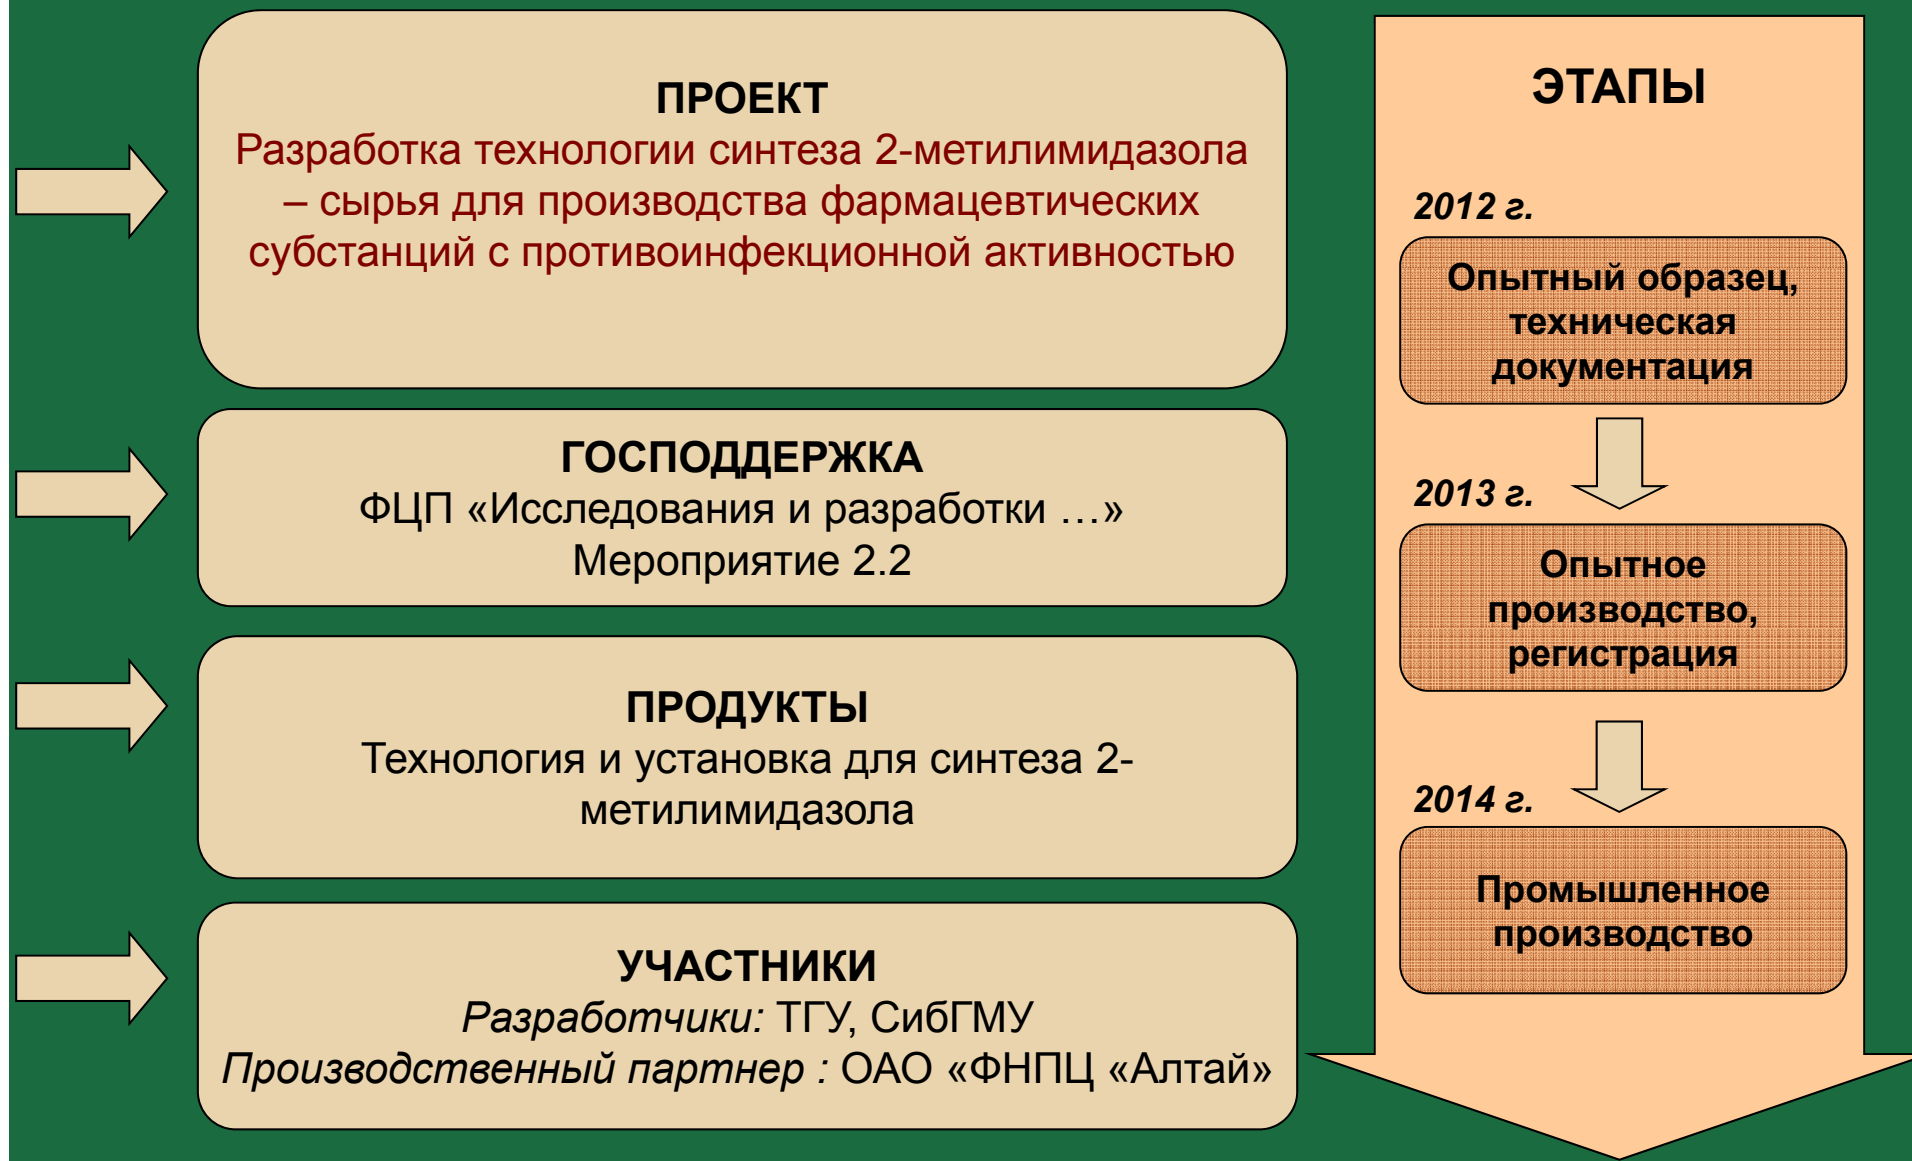 ПРОЕКТ
Разработка технологии синтеза 2-метилимидазола
– сырья для производства фармацевтических
субстанций с противоинфекционной активностью
ГОСПОДДЕРЖКА
ФЦП «Исследования и разработки …»
Мероприятие 2.2
ПРОДУКТЫ
Технология и установка для синтеза 2-
метилимидазола
УЧАСТНИКИ
Разработчики: ТГУ, СибГМУ
Производственный партнер : ОАО «ФНПЦ «Алтай»
ЭТАПЫ
2012 г.
Опытный образец,
техническая
документация
2013 г.
Опытное
производство,
регистрация
2014 г.
Промышленное
производство